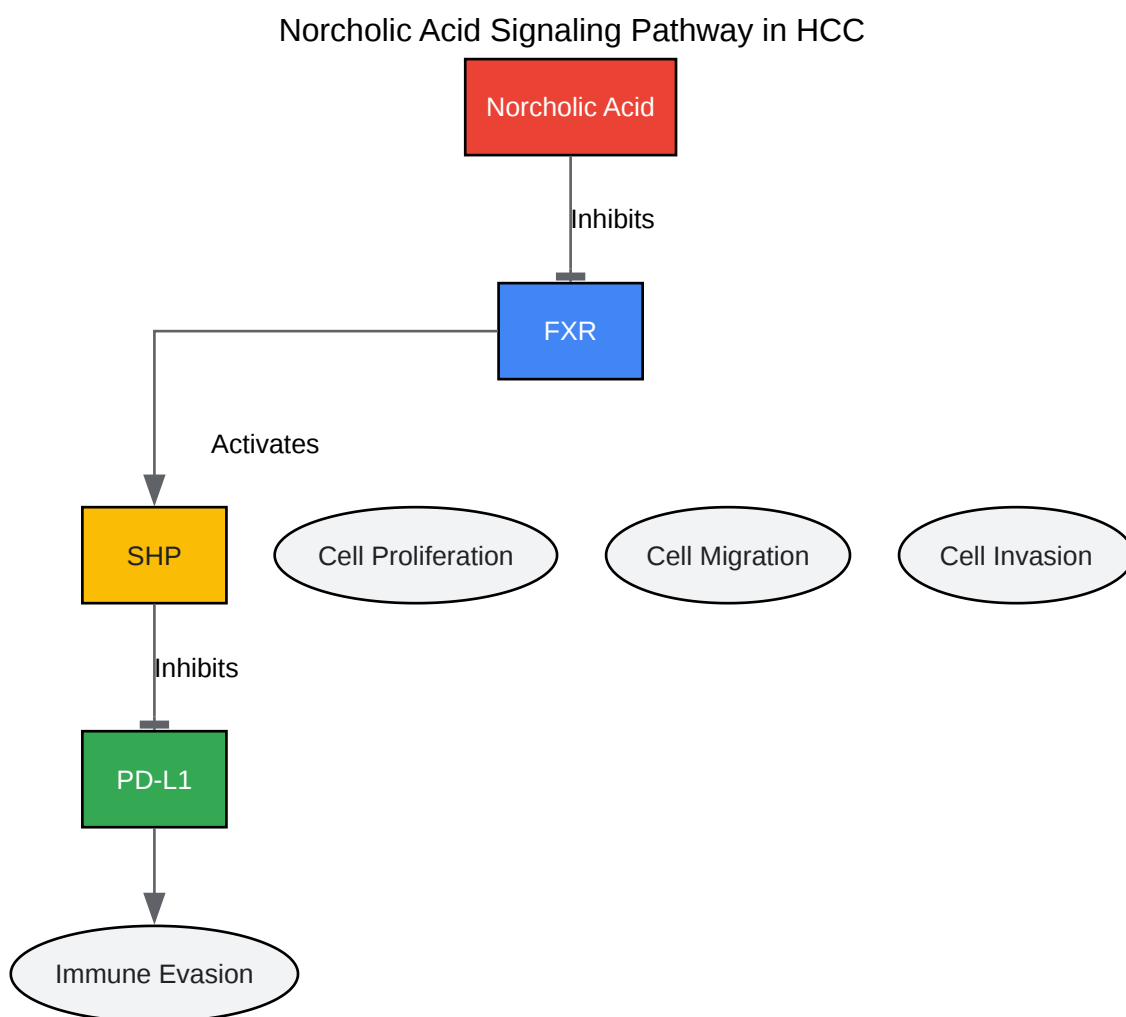 Norcholic Acid Signaling Pathway in HCC
Norcholic Acid
Inhibits
FXR
Activates
SHP
Cell Proliferation
Cell Migration
Cell Invasion
Inhibits
PD-L1
Immune Evasion